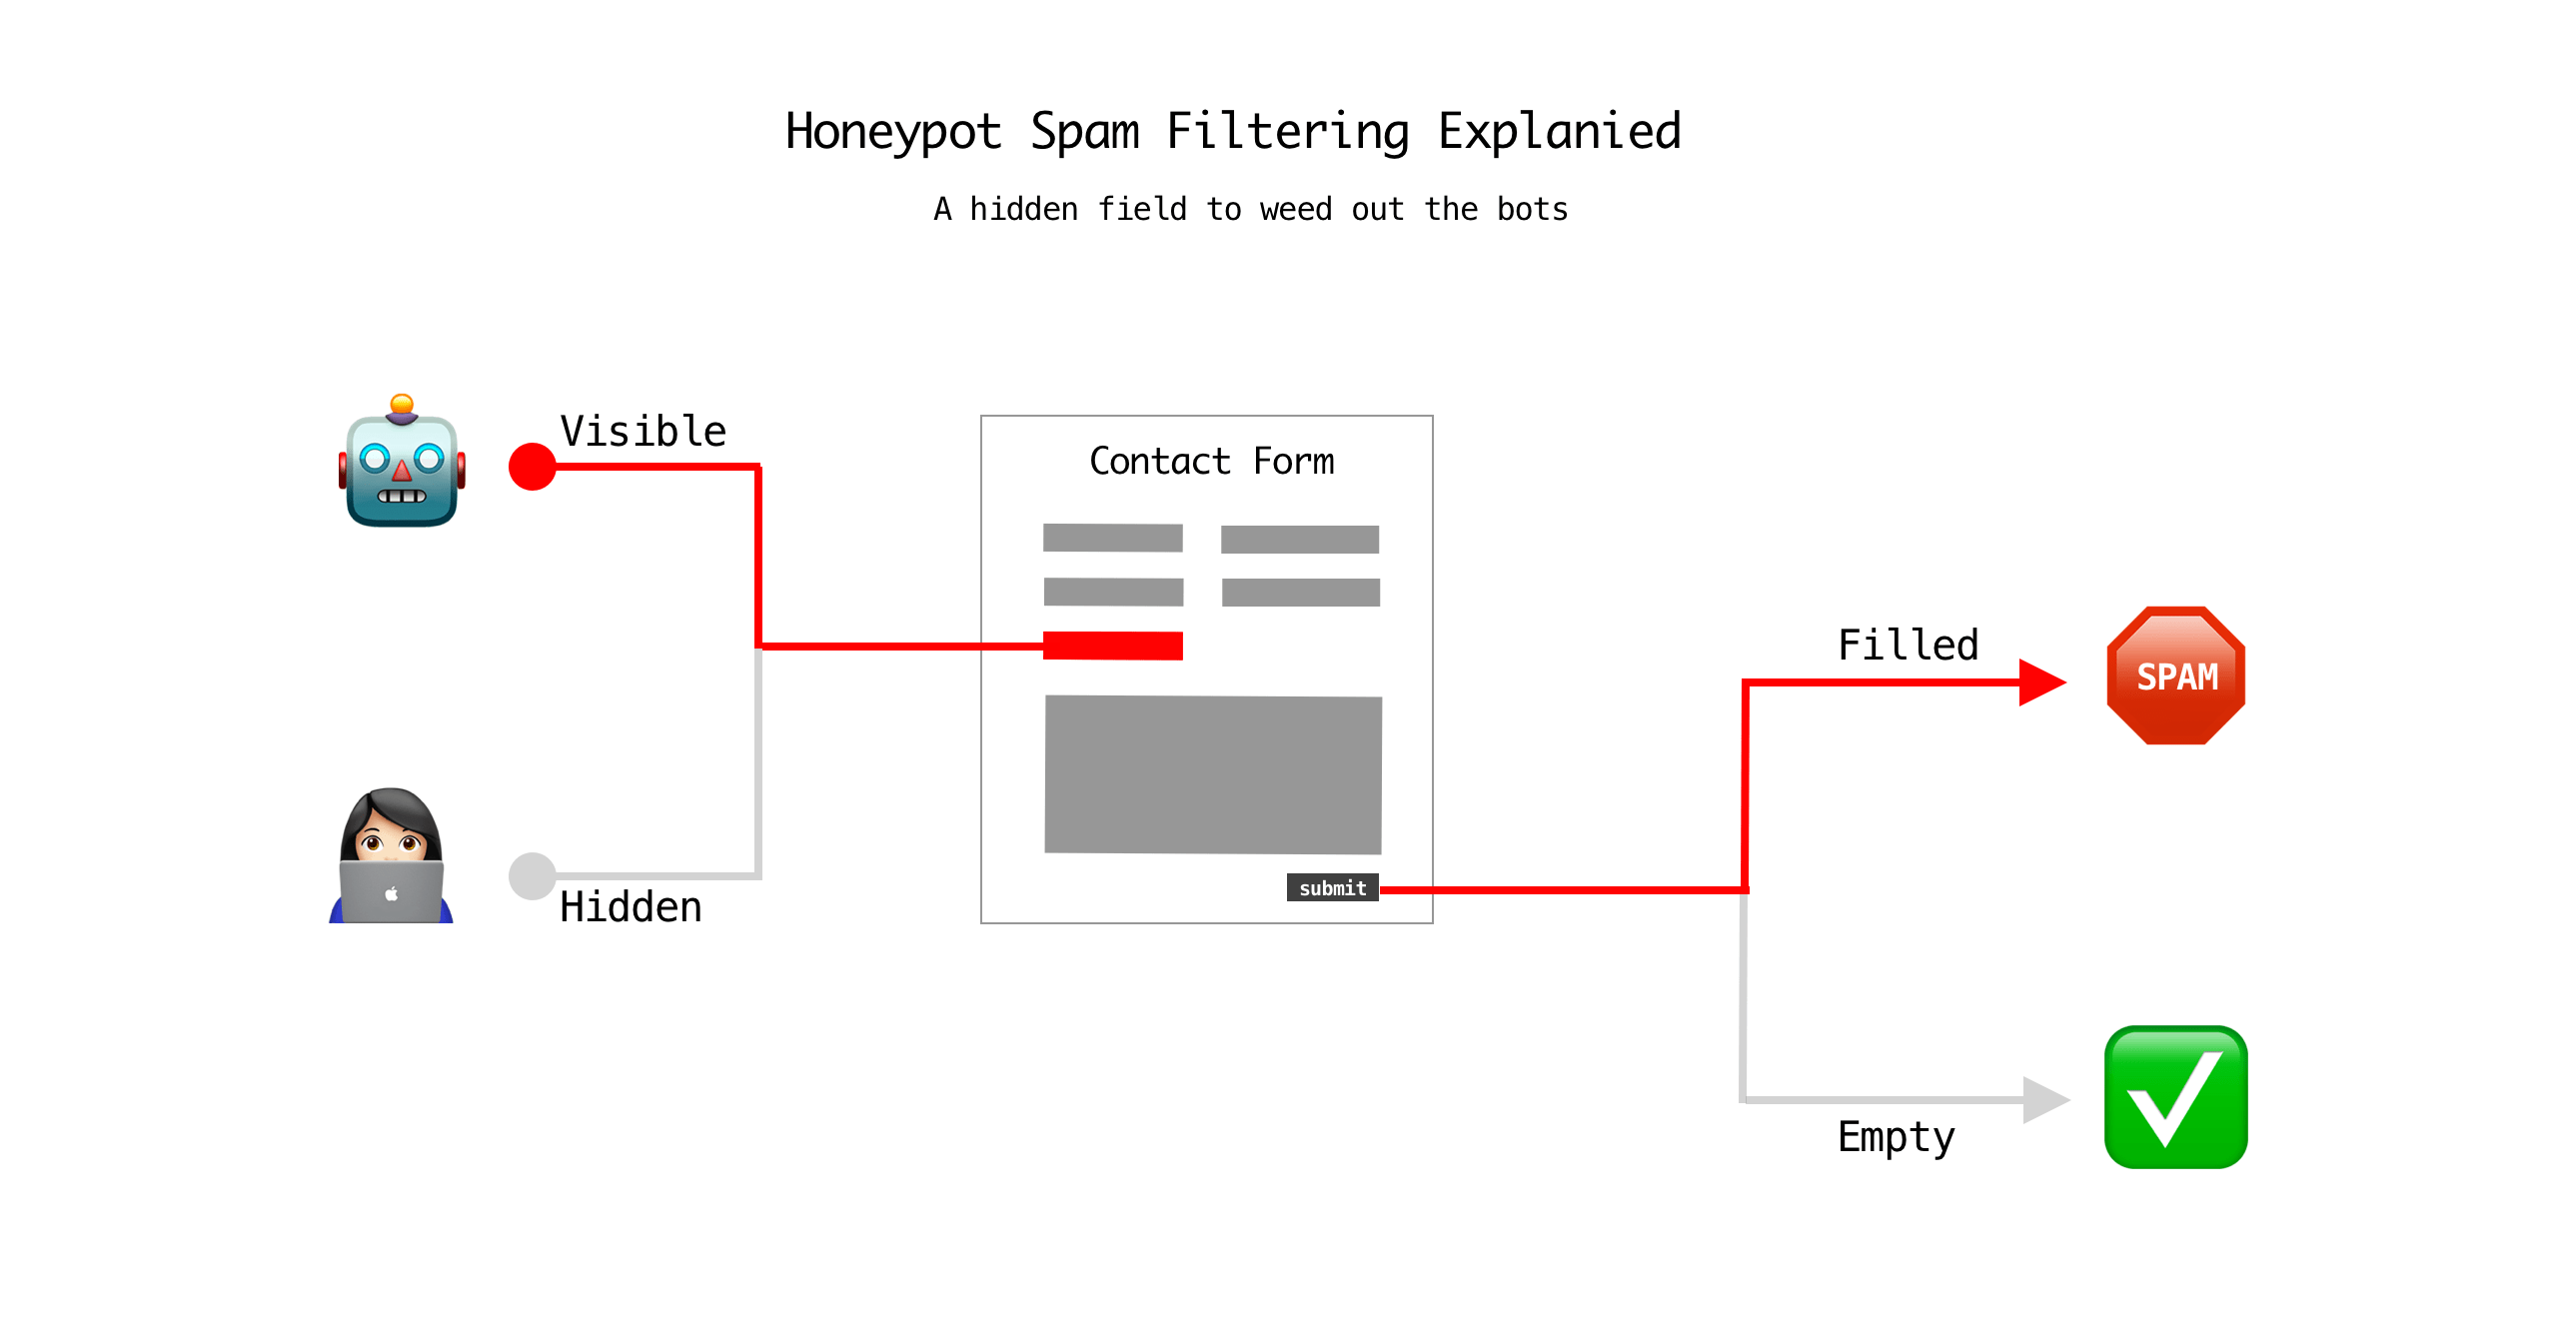 Honeypot Spam Filtering Explanied
A hidden field to weed out the bots
Visible
Contact Form
Filled
SPAM
submit
Hidden
Empty